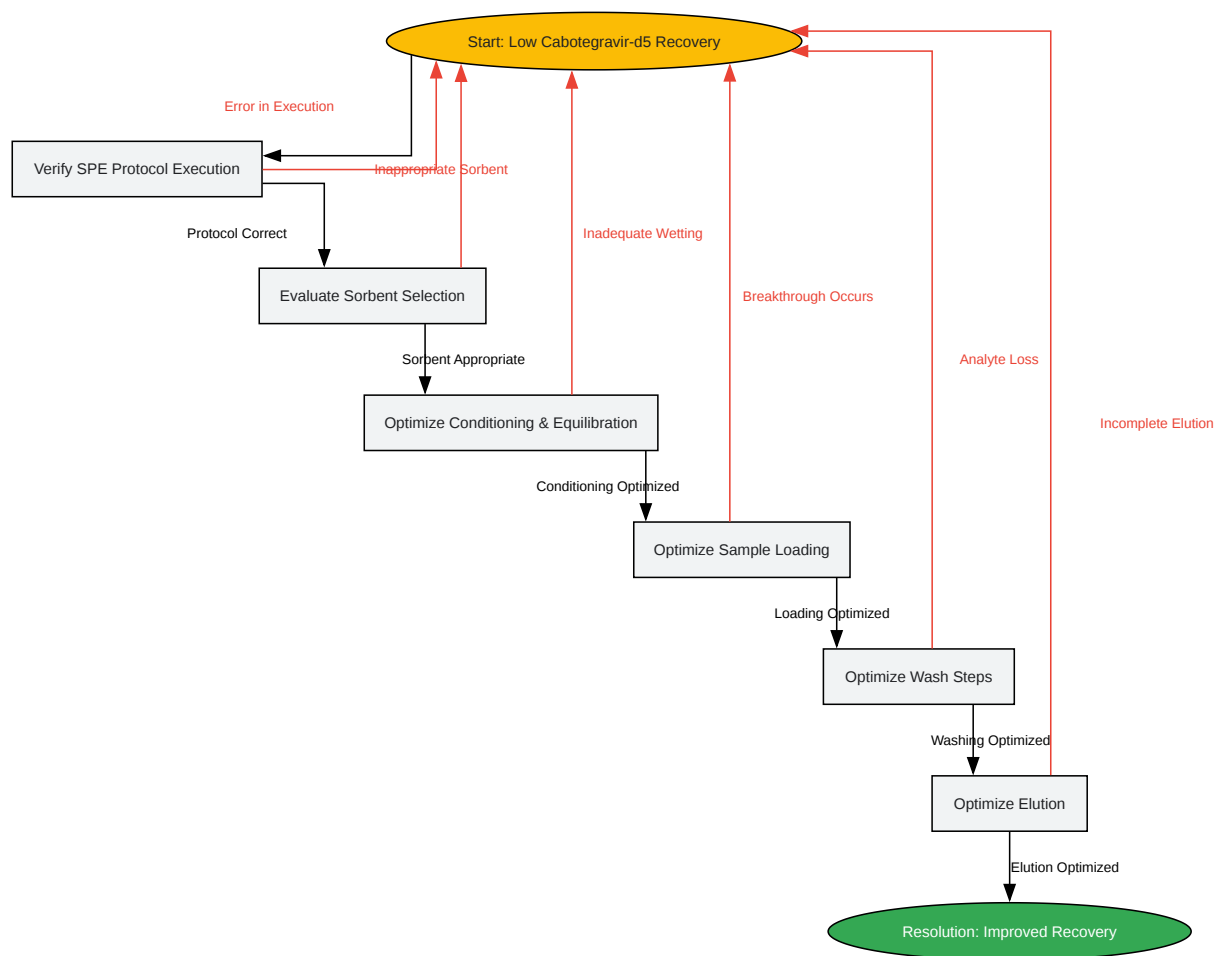 Start: Low Cabotegravir-d5 Recovery
Error in Execution
Verify SPE Protocol Execution
Inappropriate Sorbent
Protocol Correct
Inadequate Wetting
Evaluate Sorbent Selection
Breakthrough Occurs
Sorbent Appropriate
Analyte Loss
Optimize Conditioning & Equilibration
Incomplete Elution
Conditioning Optimized
Optimize Sample Loading
Loading Optimized
Optimize Wash Steps
Washing Optimized
Optimize Elution
Elution Optimized
Resolution: Improved Recovery